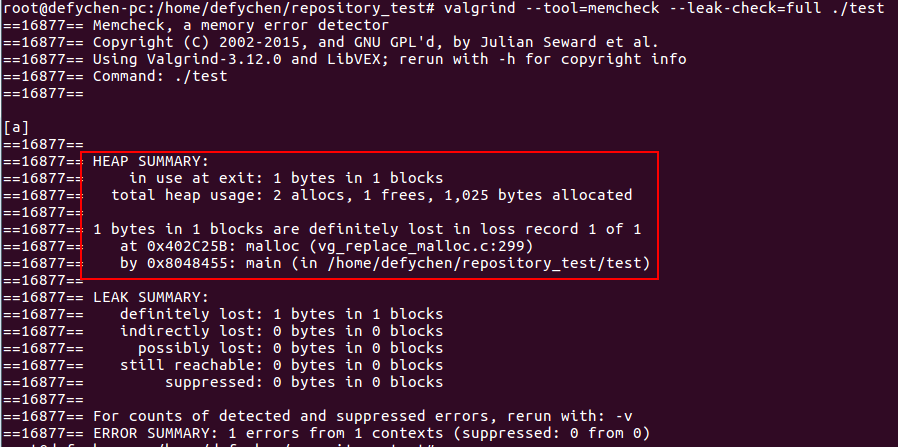 root@defychen-pc:/home/defychen/repository_test# valgrind --tool=memcheck --leak-check=full ./test
==16877== Memcheck, a memory error detector
==16877== Copyright (C) 2002-2015, and GNU GPL'd, by Julian Seward et al.
==16877== Using Valgrind-3.12.0 and LibVEX; rerun with -h for copyright info
==16877== Command: ./test
==16877==
[a]
==16877==
==16877== HEAP SUMMARY:
==16877==     in use at exit: 1 bytes in 1 blocks
==16877==   total heap usage: 2 allocs, 1 frees, 1,025 bytes allocated
==16877==
==16877== 1 bytes in 1 blocks are definitely lost in loss record 1 of 1
==16877==    at 0x402C25B: malloc (vg_replace_malloc.c:299)
==16877==    by 0x8048455: main (in /home/defychen/repository_test/test)
==16877==
==16877== LEAK SUMMARY:
==16877==    definitely lost: 1 bytes in 1 blocks
==16877==    indirectly lost: 0 bytes in 0 blocks
==16877==      possibly lost: 0 bytes in 0 blocks
==16877==    still reachable: 0 bytes in 0 blocks
==16877==         suppressed: 0 bytes in 0 blocks
==16877==
==16877== For counts of detected and suppressed errors, rerun with: -v
==16877== ERROR SUMMARY: 1 errors from 1 contexts (suppressed: 0 from 0)